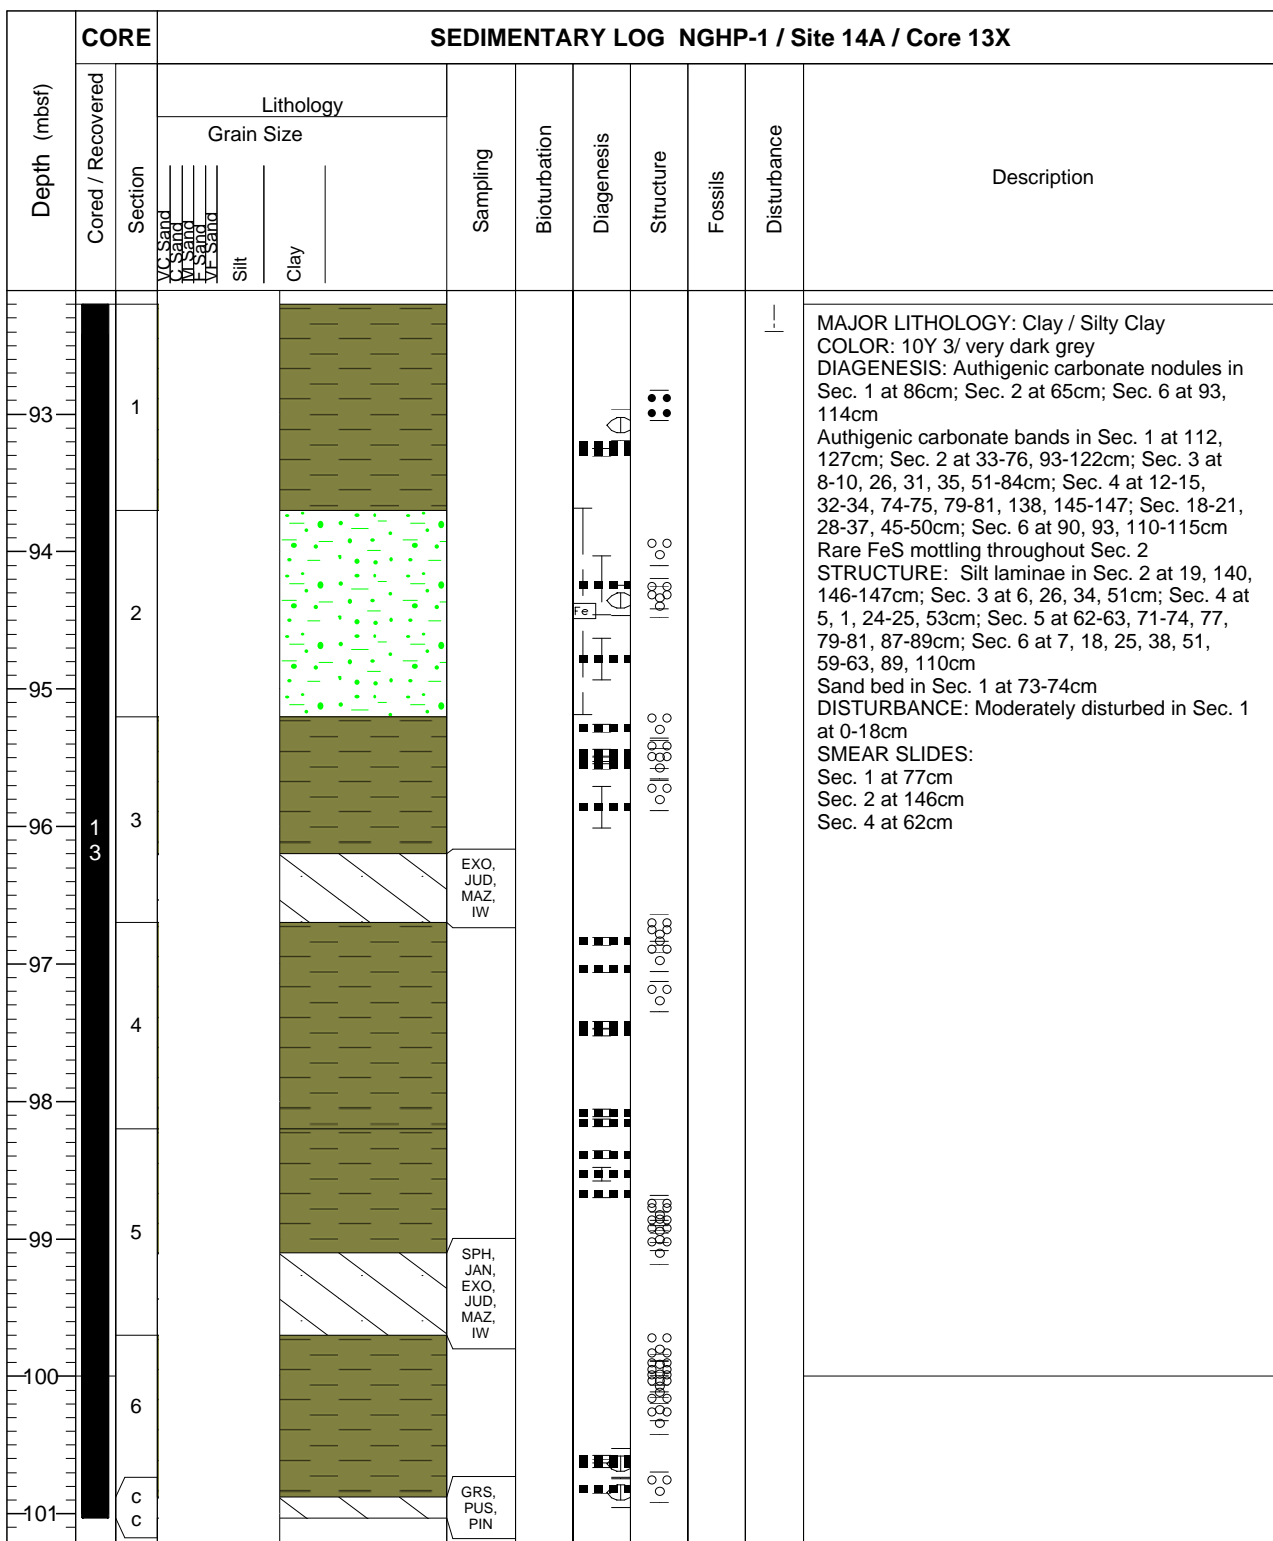 CORE
SEDIMENTARY LOG NGHP-1 / Site 14A / Core 13X
Depth (mbsf)
Cored / Recovered
Section
Lithology
Grain Size
VC Sand
C Sand
M Sand
F Sand
VF Sand
Silt
Clay
Sampling
Bioturbation
Diagenesis
Structure
Fossils
Disturbance
Description
MAJOR LITHOLOGY: Clay / Silty Clay
COLOR: 10Y 3/ very dark grey
DIAGENESIS: Authigenic carbonate nodules in
Sec. 1 at 86cm; Sec. 2 at 65cm; Sec. 6 at 93,
114cm
Authigenic carbonate bands in Sec. 1 at 112,
127cm; Sec. 2 at 33-76, 93-122cm; Sec. 3 at
8-10, 26, 31, 35, 51-84cm; Sec. 4 at 12-15,
32-34, 74-75, 79-81, 138, 145-147; Sec. 18-21,
28-37, 45-50cm; Sec. 6 at 90, 93, 110-115cm
Rare FeS mottling throughout Sec. 2
STRUCTURE: Silt laminae in Sec. 2 at 19, 140,
146-147cm; Sec. 3 at 6, 26, 34, 51cm; Sec. 4 at
5, 1, 24-25, 53cm; Sec. 5 at 62-63, 71-74, 77,
79-81, 87-89cm; Sec. 6 at 7, 18, 25, 38, 51,
59-63, 89, 110cm
Sand bed in Sec. 1 at 73-74cm
DISTURBANCE: Moderately disturbed in Sec. 1
at 0-18cm
SMEAR SLIDES:
Sec. 1 at 77cm
Sec. 2 at 146cm
Sec. 4 at 62cm
93
94
95
96
97
98
99
100
101
1
3
1
2
3
4
5
6
C
C
Fe
EXO,
JUD,
MAZ,
IW
SPH,
JAN,
EXO,
JUD,
MAZ,
IW
GRS,
PUS,
PIN